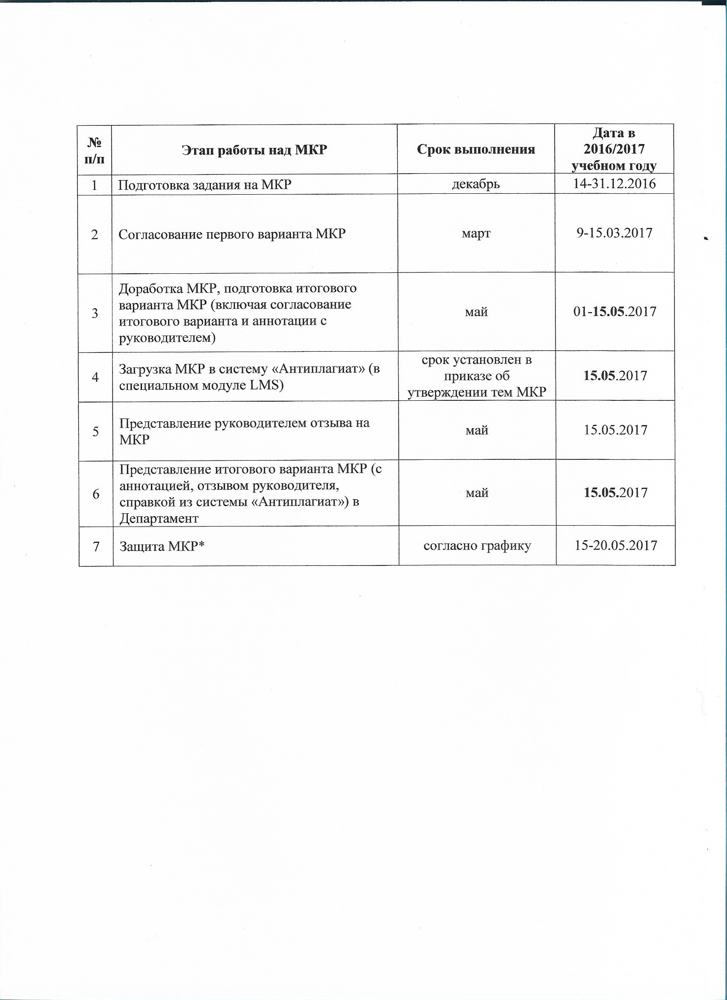 №
п/п
Этап работы над МКР
Срок выполнения
Дата в
2016/2017
учебном году
1
Подготовка задания на МКР
декабрь
14-31.12.2016
2
Согласование первого варианта МКР
март
9-15.03.2017
3
Доработка МКР, подготовка итогового
варианта МКР (включая согласование
итогового варианта и аннотации с
руководителем)
май
01-15.05.2017
4
Загрузка МКР в систему «Антиплагиат» (в
специальном модуле LMS)
срок установлен в
приказе об
утверждении тем МКР
15.05.2017
5
Представление руководителем отзыва на
МКР
май
15.05.2017
6
Представление итогового варианта МКР (с
аннотацией, отзывом руководителя,
справкой из системы «Антиплагиат») в
Департамент
май
15.05.2017
7
Защита МКР*
согласно графику
15-20.05.2017